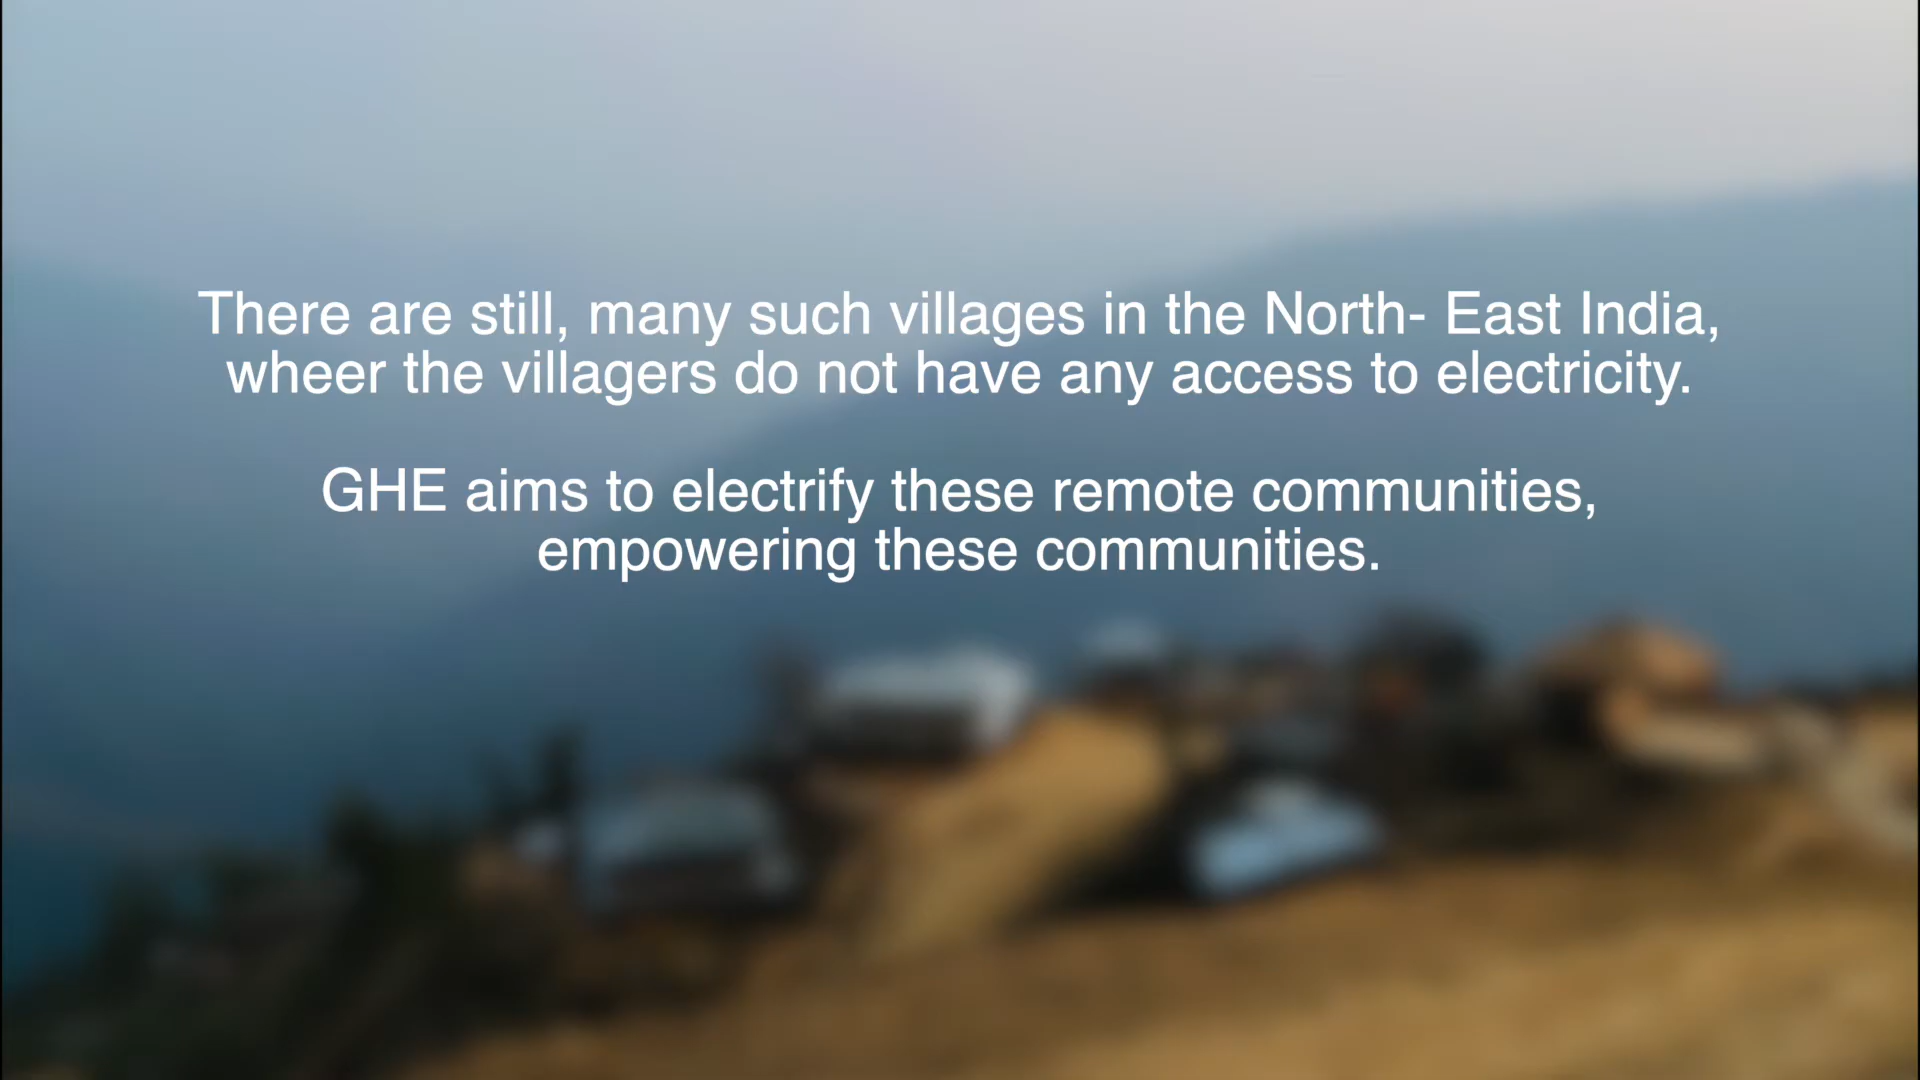 There are still, many such villages in the North- East India,
wheer the villagers do not have any access to electricity.
GHE aims to electrify these remote communities,
empowering these communities.